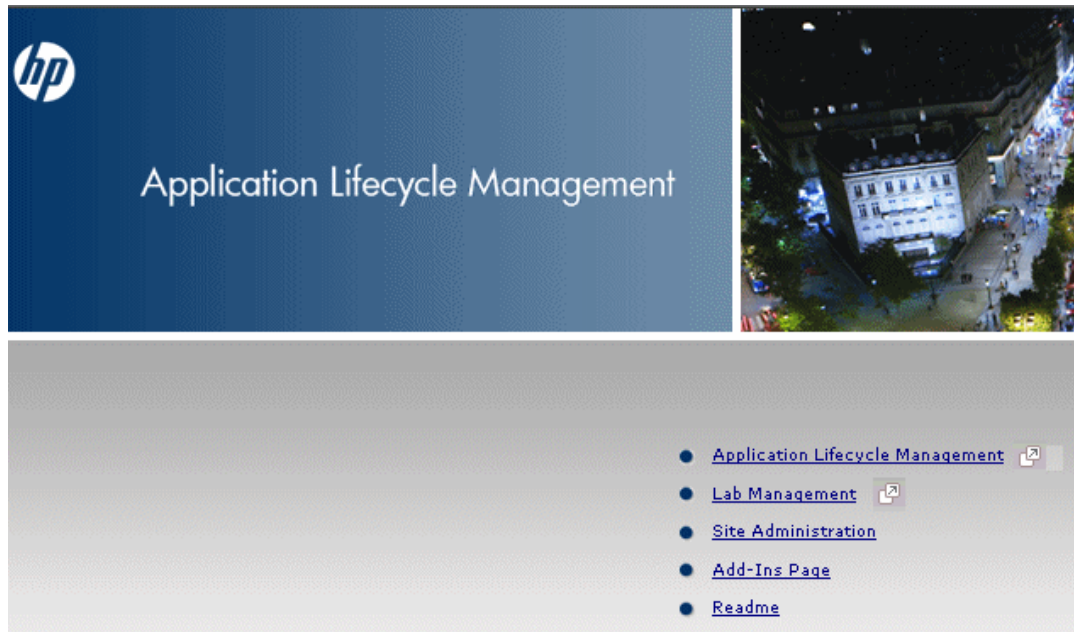 hp
Application Lifecycle Management
Application Lifecycle Management
Lab Management
Site Administration
Add-Ins Page
Readme